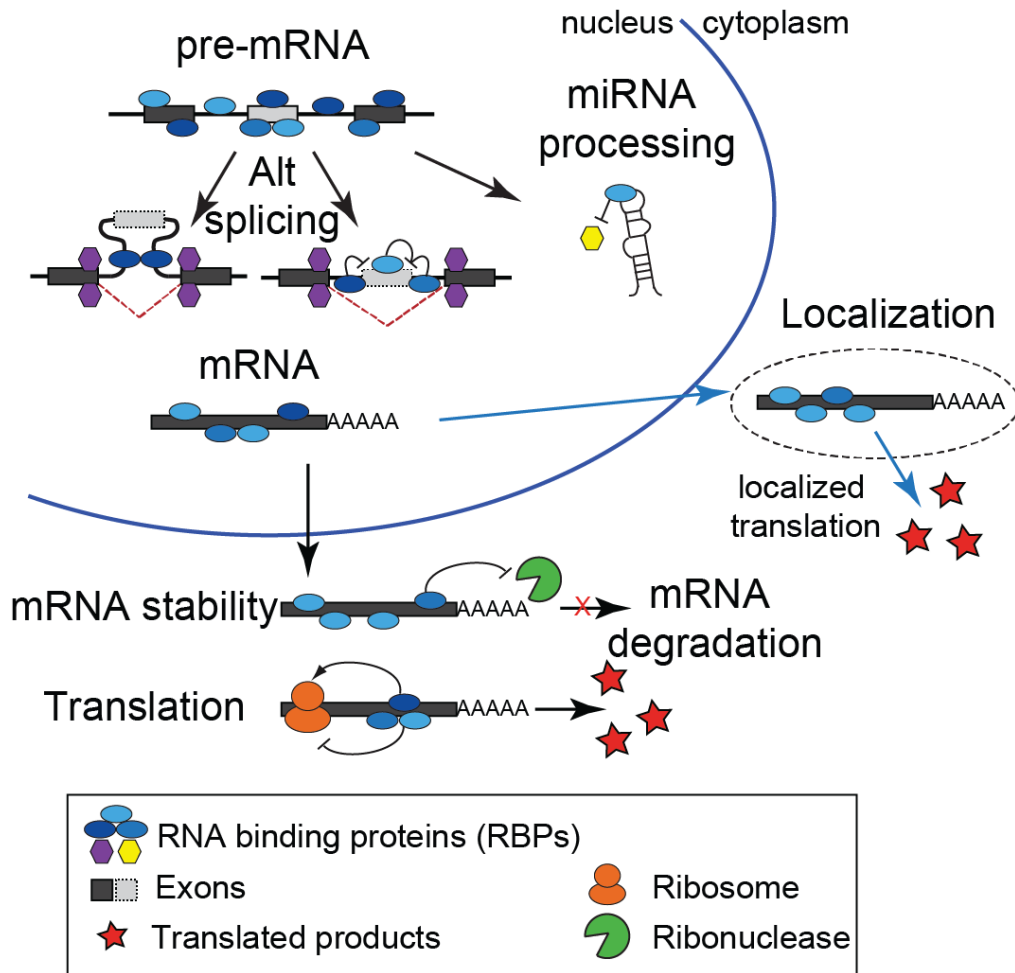 nucleus cytoplasm
pre-mRNA
miRNA
processing
Alt
splicing
Localization
mRNA
AAAAA
AAAAA
localized
translation
mRNA stability
AAAAA
X
mRNA
degradation
Translation
AAAAA
RNA binding proteins (RBPs)
Exons
Ribosome
Translated products
Ribonuclease